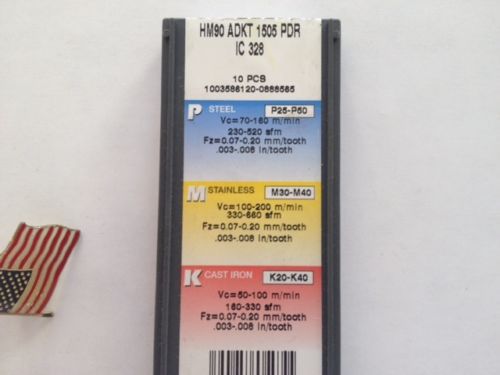 HM90 ADKT 1505 PDR
IC 328
10 PCS
1003586120-0888585
P STEEL P25-P50
Vc=70-160 m/min
230-520 sfm
Fz=0.07-0.20 mm/tooth
.003-.008 in/tooth
M STAINLESS M30-M40
Vc=100-200 m/min
330-660 sfm
Fz=0.07-0.20 mm/tooth
.003-.008 in/tooth
K CAST IRON K20-K40
Vc=50-100 m/min
160-330 sfm
Fz=0.07-0.20 mm/tooth
.003-.008 in/tooth